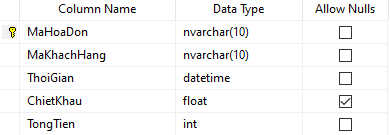 Column Name Data Type Allow Nulls
MaHoaDon nvarchar(10)
MaKhachHang nvarchar(10)
ThoiGian datetime
ChietKhau float
TongTien int